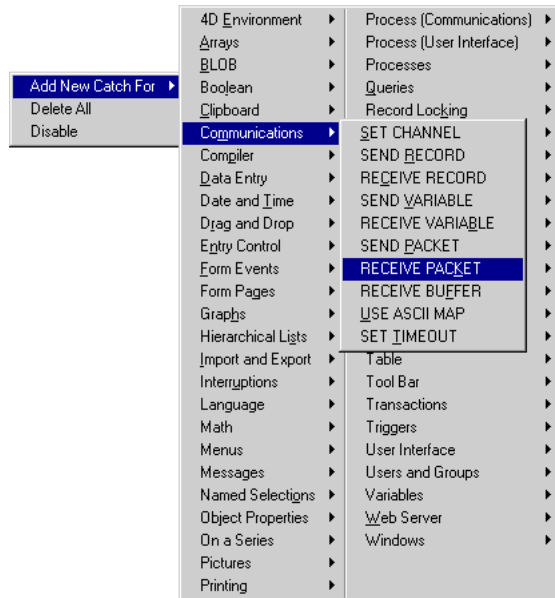 Add New Catch For
Delete All
Disable
4D Environment
Arrays
BLOB
Boolean
Clipboard
Communications
Compiler
Data Entry
Date and Time
Drag and Drop
Entry Control
Form Events
Form Pages
Graphs
Hierarchical Lists
Import and Export
Interruptions
Language
Math
Menus
Messages
Named Selections
Object Properties
On a Series
Pictures
Printing
Process (Communications)
Process (User Interface)
Processes
Queries
Record Locking
SET CHANNEL
SEND RECORD
RECEIVE RECORD
SEND VARIABLE
RECEIVE VARIABLE
SEND PACKET
RECEIVE PACKET
RECEIVE BUFFER
USE ASCII MAP
SET TIMEOUT
Table
Tool Bar
Transactions
Triggers
User Interface
Users and Groups
Variables
Web Server
Windows